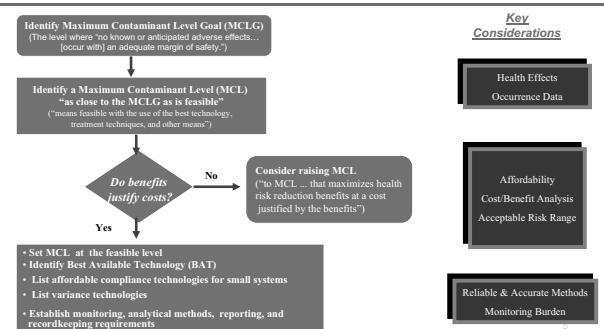 Identify Maximum Contaminant Level Goal (MCLG)
(The level where “no known or anticipated adverse effects…
[occur with] an adequate margin of safety.”)
Identify a Maximum Contaminant Level (MCL)
“as close to the MCLG as is feasible”
(“means feasible with the use of the best technology,
treatment techniques, and other means”)
Do benefits
justify costs?
No
Consider raising MCL
(“to MCL ... that maximizes health
risk reduction benefits at a cost
justified by the benefits”)
Yes
• Set MCL at the feasible level
• Identify Best Available Technology (BAT)
• List affordable compliance technologies for small systems
• List variance technologies
• Establish monitoring, analytical methods, reporting, and
recordkeeping requirements
Key
Considerations
Health Effects
Occurrence Data
Affordability
Cost/Benefit Analysis
Acceptable Risk Range
Reliable & Accurate Methods
Monitoring Burden